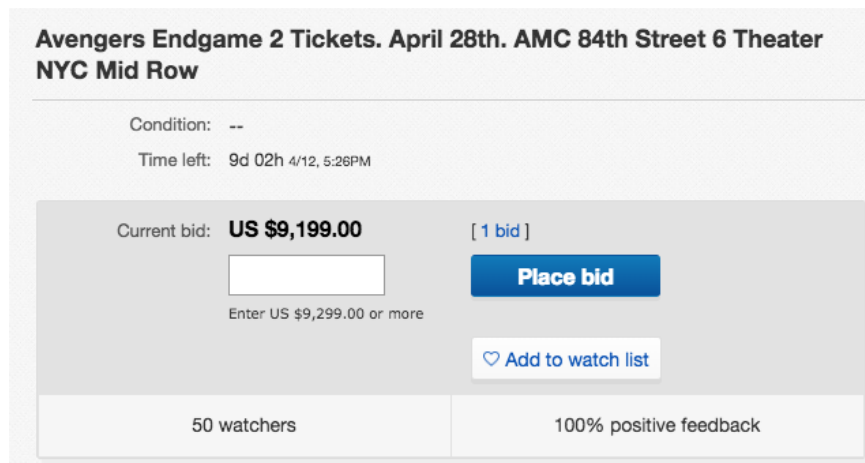 Avengers Endgame 2 Tickets. April 28th. AMC 84th Street 6 Theater
NYC Mid Row
Condition: --
Time left: 9d 02h 4/12, 5:26PM
Current bid: US $9,199.00 [ 1 bid ]
Place bid
Enter US $9,299.00 or more
Add to watch list
50 watchers 100% positive feedback